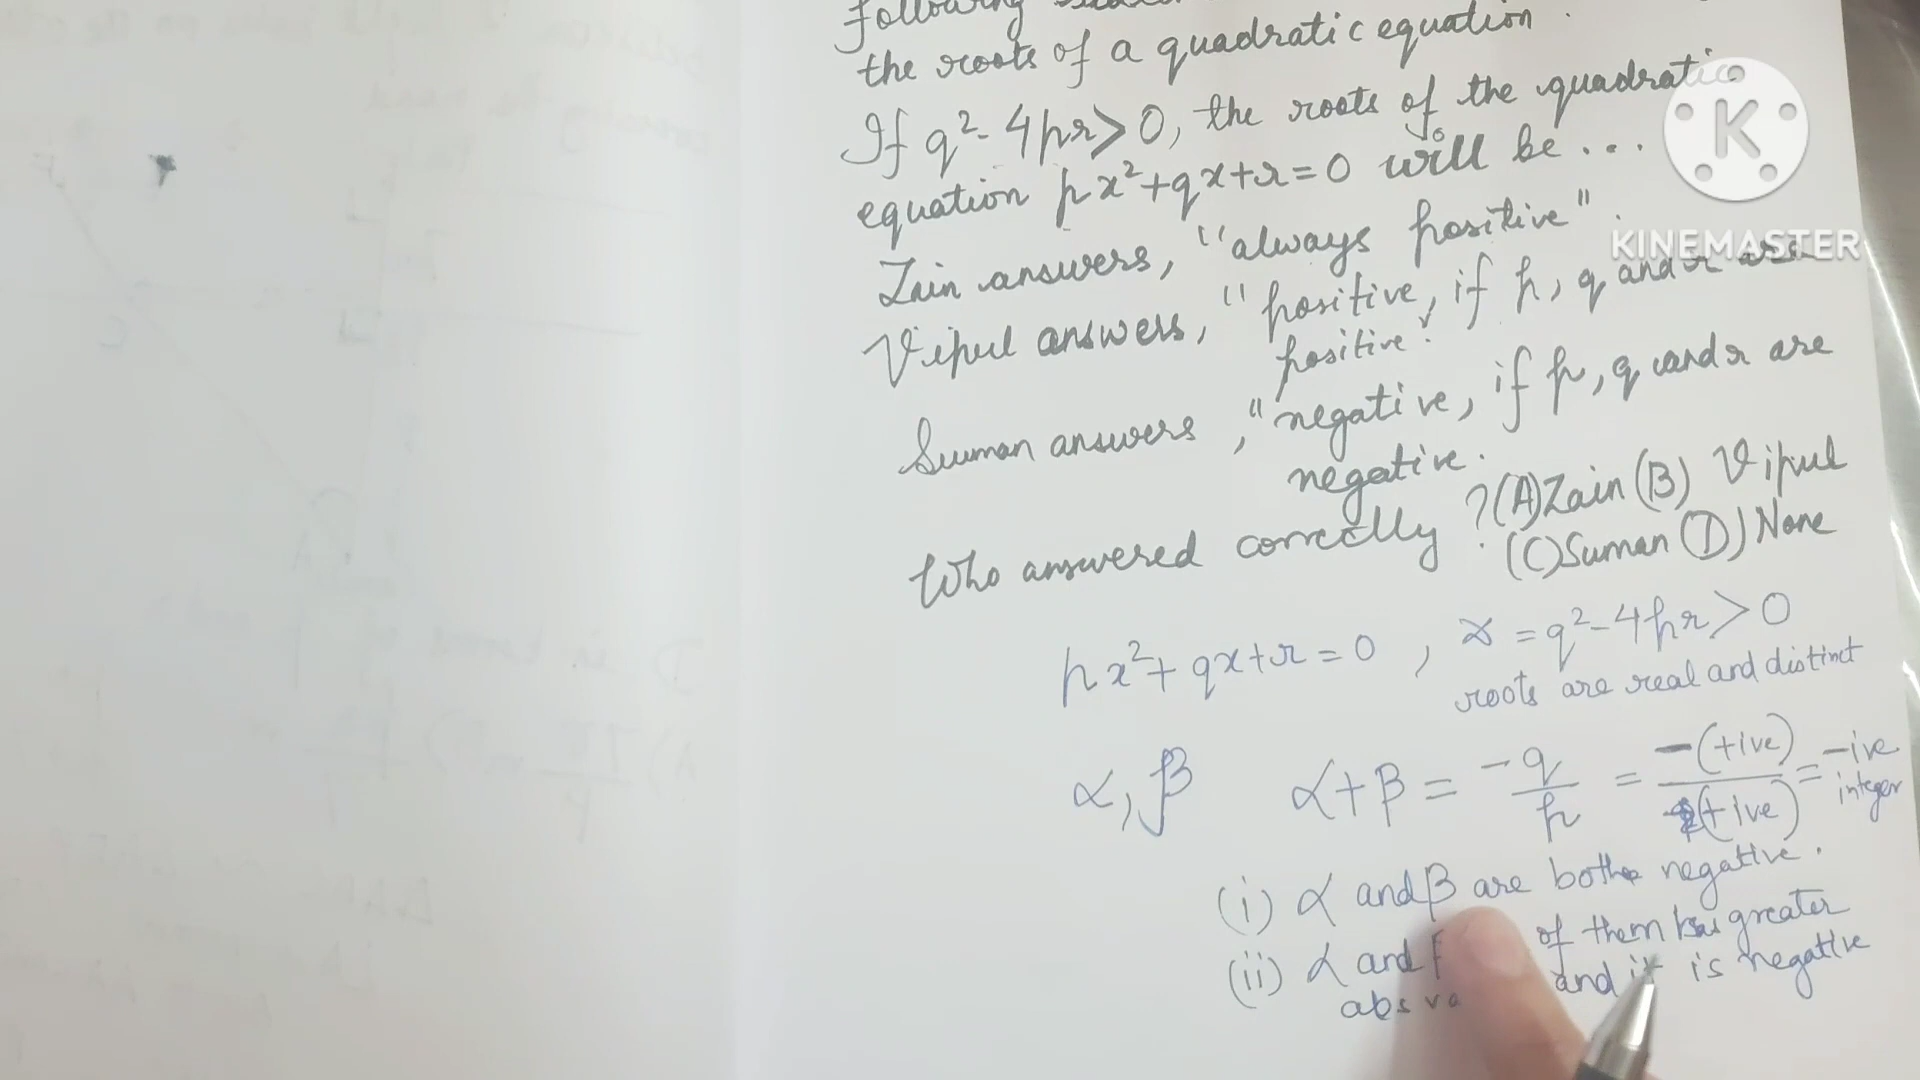 Following
the roots of a quadratic equation.
If q²-4pr>0, the roots of the quadratic
equation px²+qx+r=0 will be...
Zain answers, "always positive".
Vipul answers, "positive, if p, q and r are
positive."
Suman answers, "negative, if p, q and r are
negative.
Who answered correctly? (A) Zain (B) Vipul
(C) Suman (D) None
px²+qx+r=0, = q²-4pr>0
roots are real and distinct
α, β α+β = -q/p = -(+ive)/(+ive) = -ive
integer
(i) α and β are both negative.
(ii) α and of them has greater
abs and it is negative
K
KINEMASTER